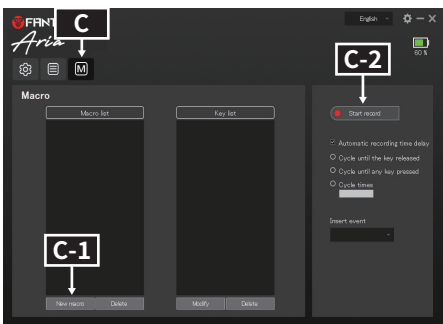 FANT
C
English
Aria
60 %
C-2
M
Macro
Macro list
Key list
Start record
Automatic recording time delay
Cycle until the key released
Cycle until any key pressed
Cycle times
Insert event
C-1
New macro
Delete
Modify
Delete